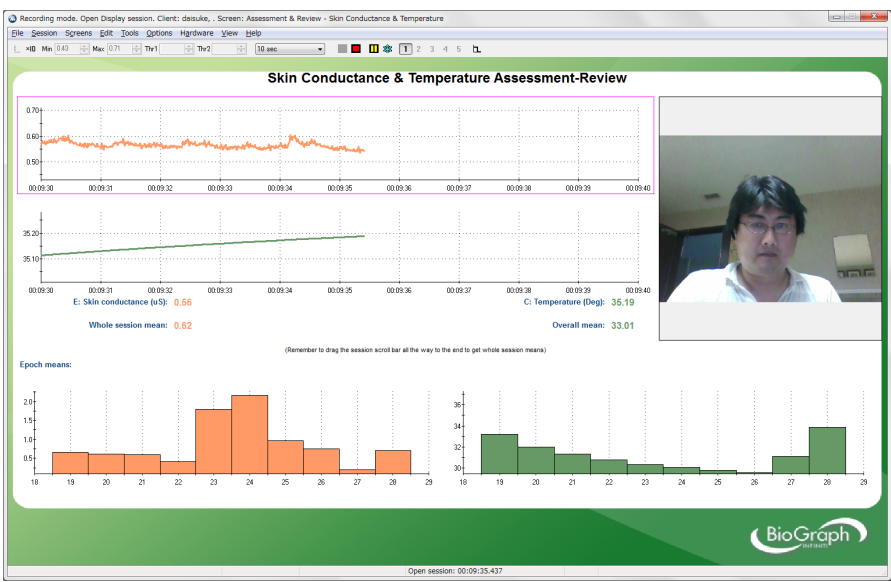 Recording mode. Open Display session. Client: daisuke, . Screen: Assessment & Review - Skin Conductance & Temperature
File Session Screens Edit Tools Options Hardware View Help
×10 Min 0.43 Max 0.71 Thr1 Thr2 10 sec 1 2 3 4 5
Skin Conductance & Temperature Assessment-Review
0.70
0.60
0.50
00:09:30 00:09:31 00:09:32 00:09:33 00:09:34 00:09:35 00:09:36 00:09:37 00:09:38 00:09:39 00:09:40
35.20
35.10
00:09:30 00:09:31 00:09:32 00:09:33 00:09:34 00:09:35 00:09:36 00:09:37 00:09:38 00:09:39 00:09:40
E: Skin conductance (uS): 0.56 C: Temperature (Deg): 35.19
Whole session mean: 0.62 Overall mean: 33.01
(Remember to drag the session scroll bar all the way to the end to get whole session means)
Epoch means:
2.0
1.5
1.0
0.5
18 19 20 21 22 23 24 25 26 27 28 29
36
34
32
30
18 19 20 21 22 23 24 25 26 27 28 29
BioGraph
INFINITI
Open session: 00:09:35.437